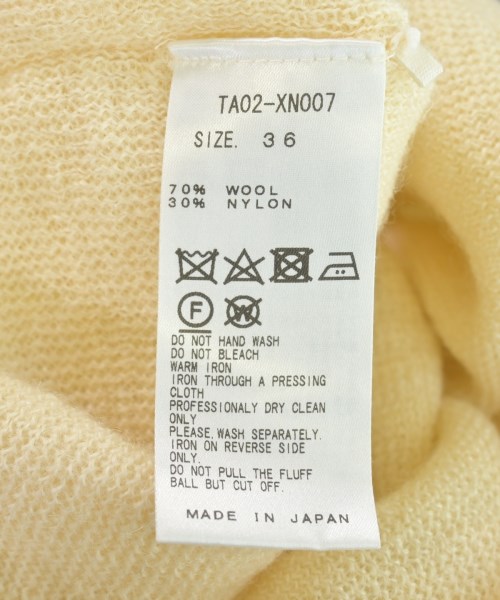 TA02-XN007
SIZE. 36
70% WOOL
30% NYLON
F W
DO NOT HAND WASH
DO NOT BLEACH
WARM IRON
IRON THROUGH A PRESSING
CLOTH
PROFESSIONALY DRY CLEAN
ONLY
PLEASE.WASH SEPARATELY.
IRON ON REVERSE SIDE
ONLY.
DO NOT PULL THE FLUFF
BALL BUT CUT OFF.
MADE IN JAPAN